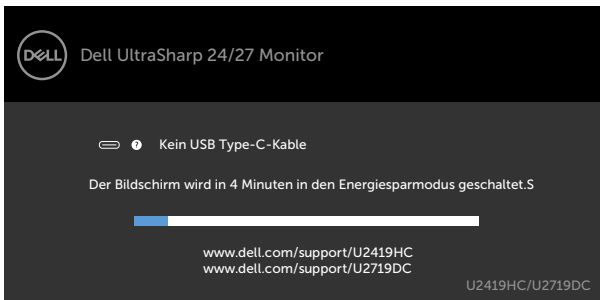 DELL
Dell UltraSharp 24/27 Monitor
? Kein USB Type-C-Kable
Der Bildschirm wird in 4 Minuten in den Energiesparmodus geschaltet.S
www.dell.com/support/U2419HC
www.dell.com/support/U2719DC
U2419HC/U2719DC